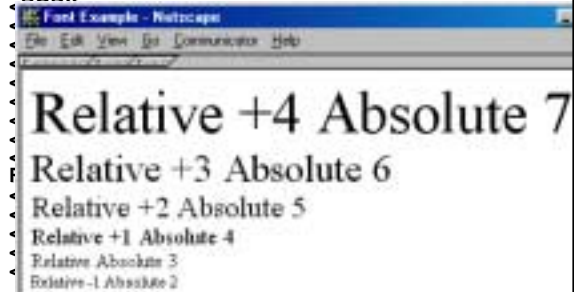 Font Example - Netscape
File Edit View Go Communicator Help
Relative +4 Absolute 7
Relative +3 Absolute 6
Relative +2 Absolute 5
Relative +1 Absolute 4
Relative Absolute 3
Relative -1 Absolute 2